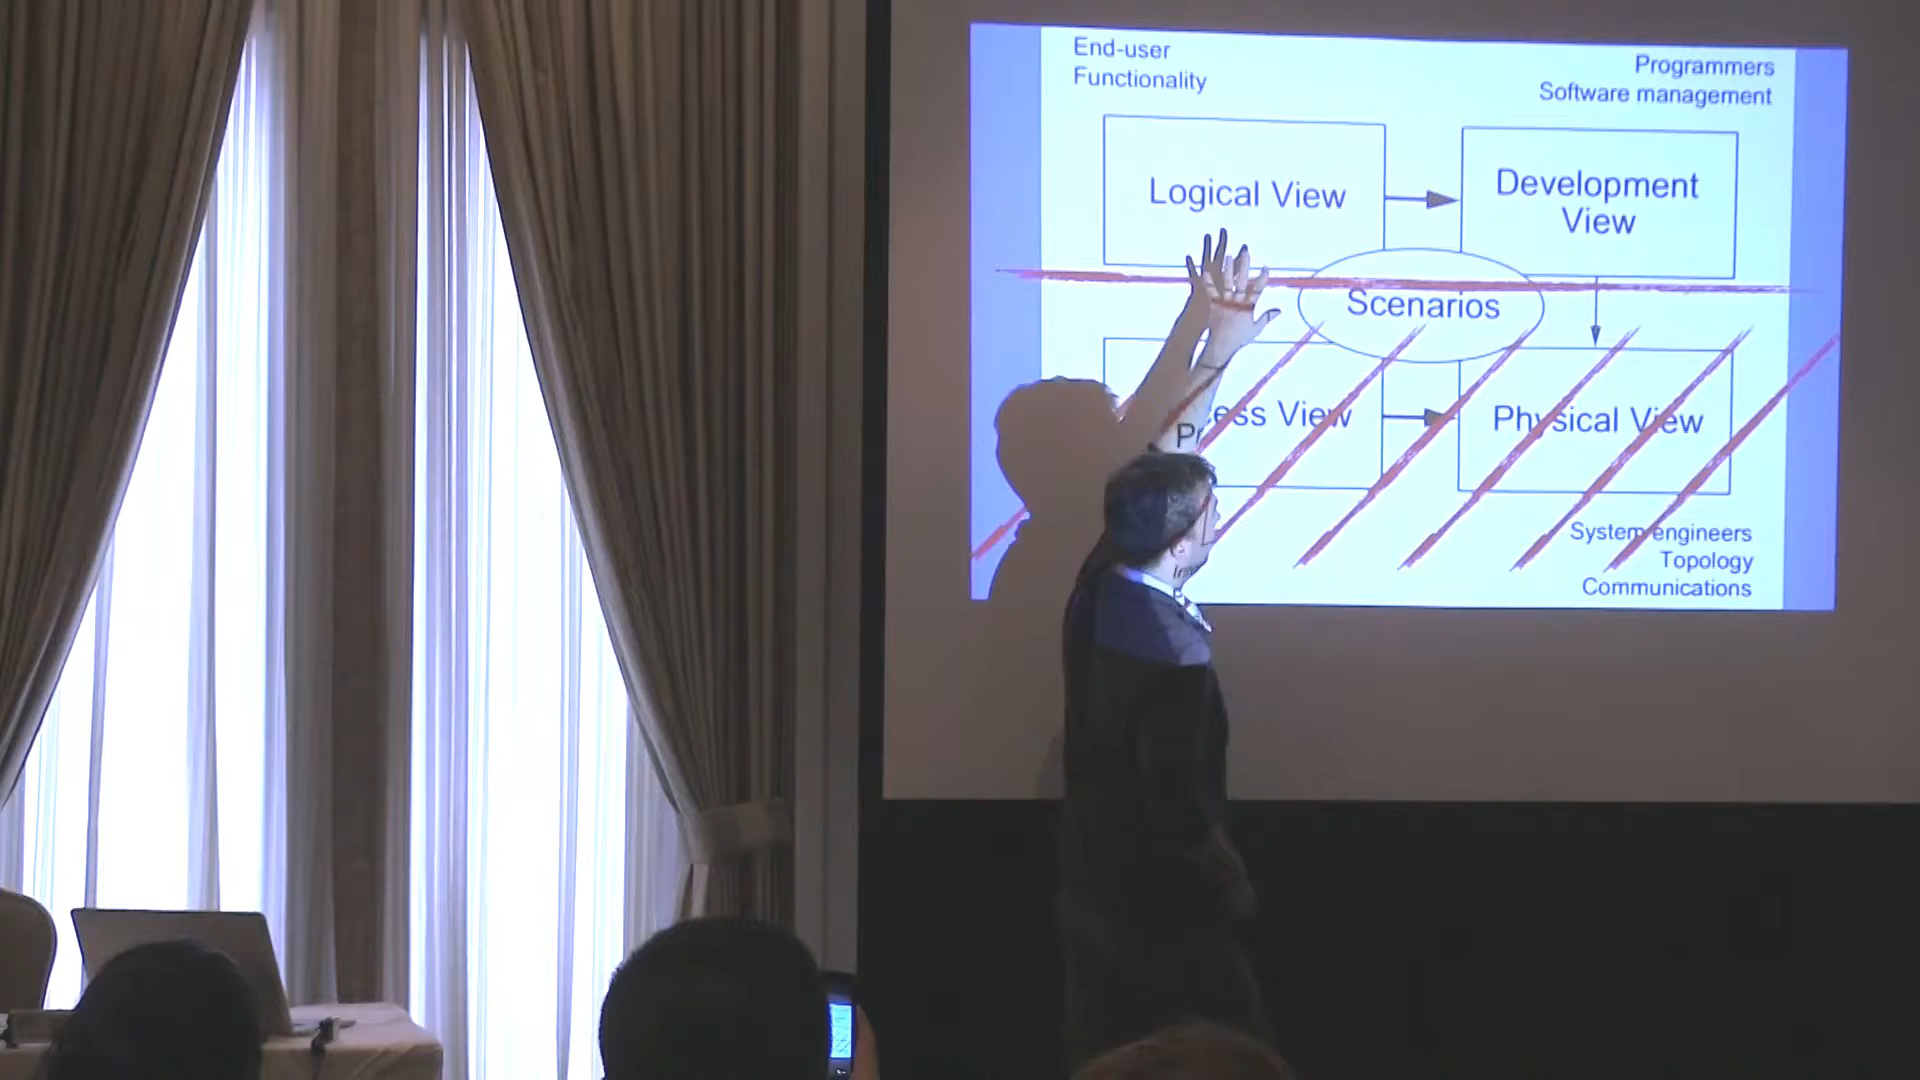 End-user
Functionality
Programmers
Software management
Logical View
Development
View
Scenarios
Physical View
System engineers
Topology
Communications